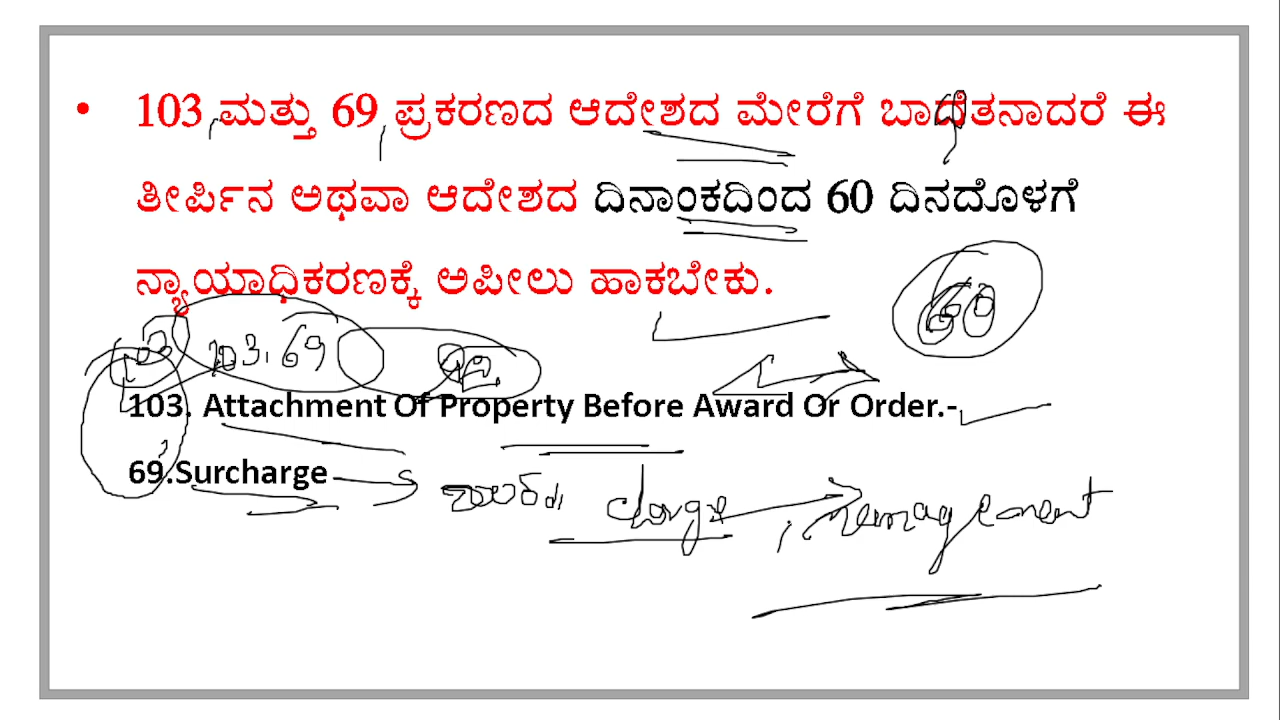 • 103 ಮತ್ತು 69 ಪ್ರಕರಣದ ಆದೇಶದ ಮೇರೆಗೆ ಬಾಧಿತನಾದರೆ ಈ
ತೀರ್ಪಿನ ಅಥವಾ ಆದೇಶದ ದಿನಾಂಕದಿಂದ 60 ದಿನದೊಳಗೆ
ನ್ಯಾಯಾಧಿಕರಣಕ್ಕೆ ಅಪೀಲು ಹಾಕಬೇಕು.
60
103. 69
103. Attachment Of Property Before Award Or Order.-
69.Surcharge
charge